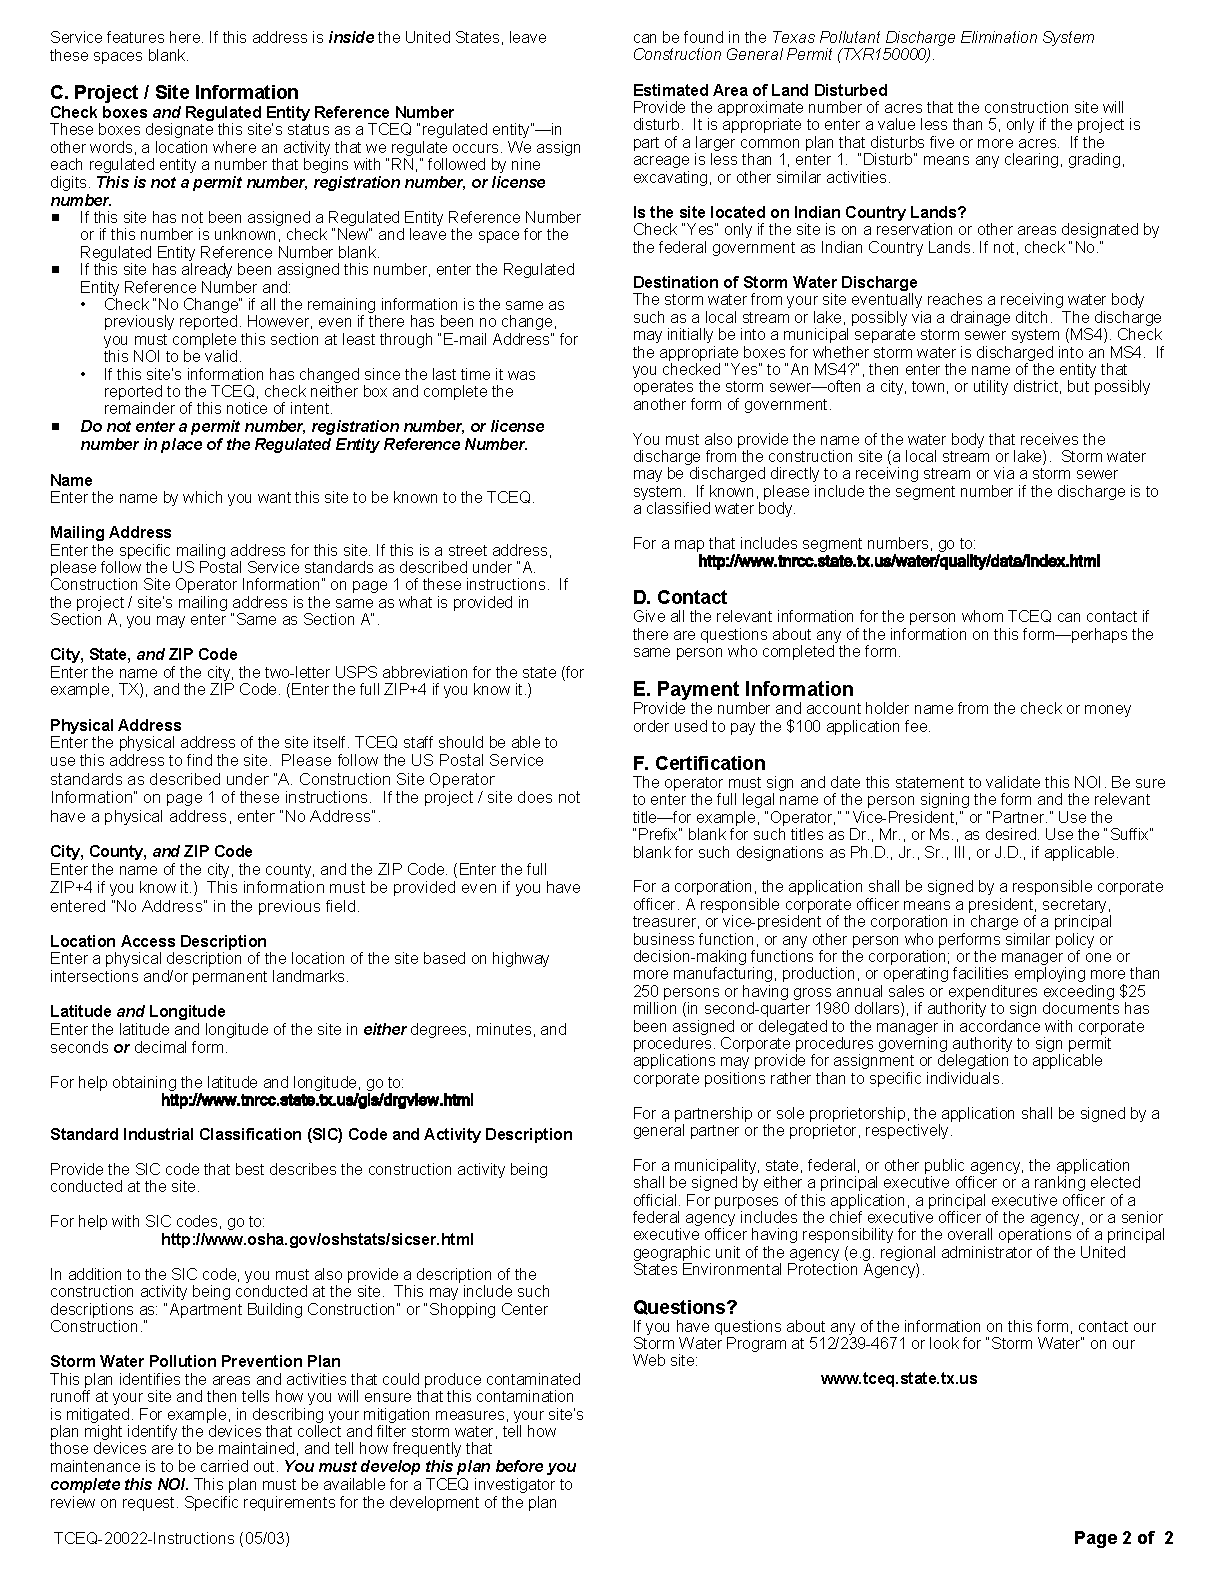 Service features here. If this address is inside the United States, leave
these spaces blank.
C. Project / Site Information
Check boxes and Regulated Entity Reference Number
These boxes designate this site's status as a TCEQ "regulated entity"—in
other words, a location where an activity that we regulate occurs. We assign
each regulated entity a number that begins with "RN," followed by nine
digits. This is not a permit number, registration number, or license
number.
■ If this site has not been assigned a Regulated Entity Reference Number
or if this number is unknown, check "New" and leave the space for the
Regulated Entity Reference Number blank.
■ If this site has already been assigned this number, enter the Regulated
Entity Reference Number and:
• Check "No Change" if all the remaining information is the same as
previously reported. However, even if there has been no change,
you must complete this section at least through "E-mail Address" for
this NOI to be valid.
• If this site's information has changed since the last time it was
reported to the TCEQ, check neither box and complete the
remainder of this notice of intent.
■ Do not enter a permit number, registration number, or license
number in place of the Regulated Entity Reference Number.
Name
Enter the name by which you want this site to be known to the TCEQ.
Mailing Address
Enter the specific mailing address for this site. If this is a street address,
please follow the US Postal Service standards as described under "A.
Construction Site Operator Information" on page 1 of these instructions. If
the project / site's mailing address is the same as what is provided in
Section A, you may enter "Same as Section A".
City, State, and ZIP Code
Enter the name of the city, the two-letter USPS abbreviation for the state (for
example, TX), and the ZIP Code. (Enter the full ZIP+4 if you know it.)
Physical Address
Enter the physical address of the site itself. TCEQ staff should be able to
use this address to find the site. Please follow the US Postal Service
standards as described under "A. Construction Site Operator
Information" on page 1 of these instructions. If the project / site does not
have a physical address, enter "No Address".
City, County, and ZIP Code
Enter the name of the city, the county, and the ZIP Code. (Enter the full
ZIP+4 if you know it.) This information must be provided even if you have
entered "No Address" in the previous field.
Location Access Description
Enter a physical description of the location of the site based on highway
intersections and/or permanent landmarks.
Latitude and Longitude
Enter the latitude and longitude of the site in either degrees, minutes, and
seconds or decimal form.
For help obtaining the latitude and longitude, go to:
http://www.tnrcc.state.tx.us/gis/drgview.html
Standard Industrial Classification (SIC) Code and Activity Description
Provide the SIC code that best describes the construction activity being
conducted at the site.
For help with SIC codes, go to:
http://www.osha.gov/oshstats/sicser.html
In addition to the SIC code, you must also provide a description of the
construction activity being conducted at the site. This may include such
descriptions as: "Apartment Building Construction" or "Shopping Center
Construction."
Storm Water Pollution Prevention Plan
This plan identifies the areas and activities that could produce contaminated
runoff at your site and then tells how you will ensure that this contamination
is mitigated. For example, in describing your mitigation measures, your site's
plan might identify the devices that collect and filter storm water, tell how
those devices are to be maintained, and tell how frequently that
maintenance is to be carried out. You must develop this plan before you
complete this NOI. This plan must be available for a TCEQ investigator to
review on request. Specific requirements for the development of the plan
can be found in the Texas Pollutant Discharge Elimination System
Construction General Permit (TXR150000).
Estimated Area of Land Disturbed
Provide the approximate number of acres that the construction site will
disturb. It is appropriate to enter a value less than 5, only if the project is
part of a larger common plan that disturbs five or more acres. If the
acreage is less than 1, enter 1. "Disturb" means any clearing, grading,
excavating, or other similar activities.
Is the site located on Indian Country Lands?
Check "Yes" only if the site is on a reservation or other areas designated by
the federal government as Indian Country Lands. If not, check "No."
Destination of Storm Water Discharge
The storm water from your site eventually reaches a receiving water body
such as a local stream or lake, possibly via a drainage ditch. The discharge
may initially be into a municipal separate storm sewer system (MS4). Check
the appropriate boxes for whether storm water is discharged into an MS4. If
you checked "Yes" to "An MS4?", then enter the name of the entity that
operates the storm sewer—often a city, town, or utility district, but possibly
another form of government.
You must also provide the name of the water body that receives the
discharge from the construction site (a local stream or lake). Storm water
may be discharged directly to a receiving stream or via a storm sewer
system. If known, please include the segment number if the discharge is to
a classified water body.
For a map that includes segment numbers, go to:
http://www.tnrcc.state.tx.us/water/quality/data/index.html
D. Contact
Give all the relevant information for the person whom TCEQ can contact if
there are questions about any of the information on this form—perhaps the
same person who completed the form.
E. Payment Information
Provide the number and account holder name from the check or money
order used to pay the $100 application fee.
F. Certification
The operator must sign and date this statement to validate this NOI. Be sure
to enter the full legal name of the person signing the form and the relevant
title—for example, "Operator," "Vice-President," or "Partner." Use the
"Prefix" blank for such titles as Dr., Mr., or Ms., as desired. Use the "Suffix"
blank for such designations as Ph.D., Jr., Sr., III, or J.D., if applicable.
For a corporation, the application shall be signed by a responsible corporate
officer. A responsible corporate officer means a president, secretary,
treasurer, or vice-president of the corporation in charge of a principal
business function, or any other person who performs similar policy or
decision-making functions for the corporation; or the manager of one or
more manufacturing, production, or operating facilities employing more than
250 persons or having gross annual sales or expenditures exceeding $25
million (in second-quarter 1980 dollars), if authority to sign documents has
been assigned or delegated to the manager in accordance with corporate
procedures. Corporate procedures governing authority to sign permit
applications may provide for assignment or delegation to applicable
corporate positions rather than to specific individuals.
For a partnership or sole proprietorship, the application shall be signed by a
general partner or the proprietor, respectively.
For a municipality, state, federal, or other public agency, the application
shall be signed by either a principal executive officer or a ranking elected
official. For purposes of this application, a principal executive officer of a
federal agency includes the chief executive officer of the agency, or a senior
executive officer having responsibility for the overall operations of a principal
geographic unit of the agency (e.g. regional administrator of the United
States Environmental Protection Agency).
Questions?
If you have questions about any of the information on this form, contact our
Storm Water Program at 512/239-4671 or look for "Storm Water" on our
Web site:
www.tceq.state.tx.us
TCEQ-20022-Instructions (05/03)
Page 2 of 2